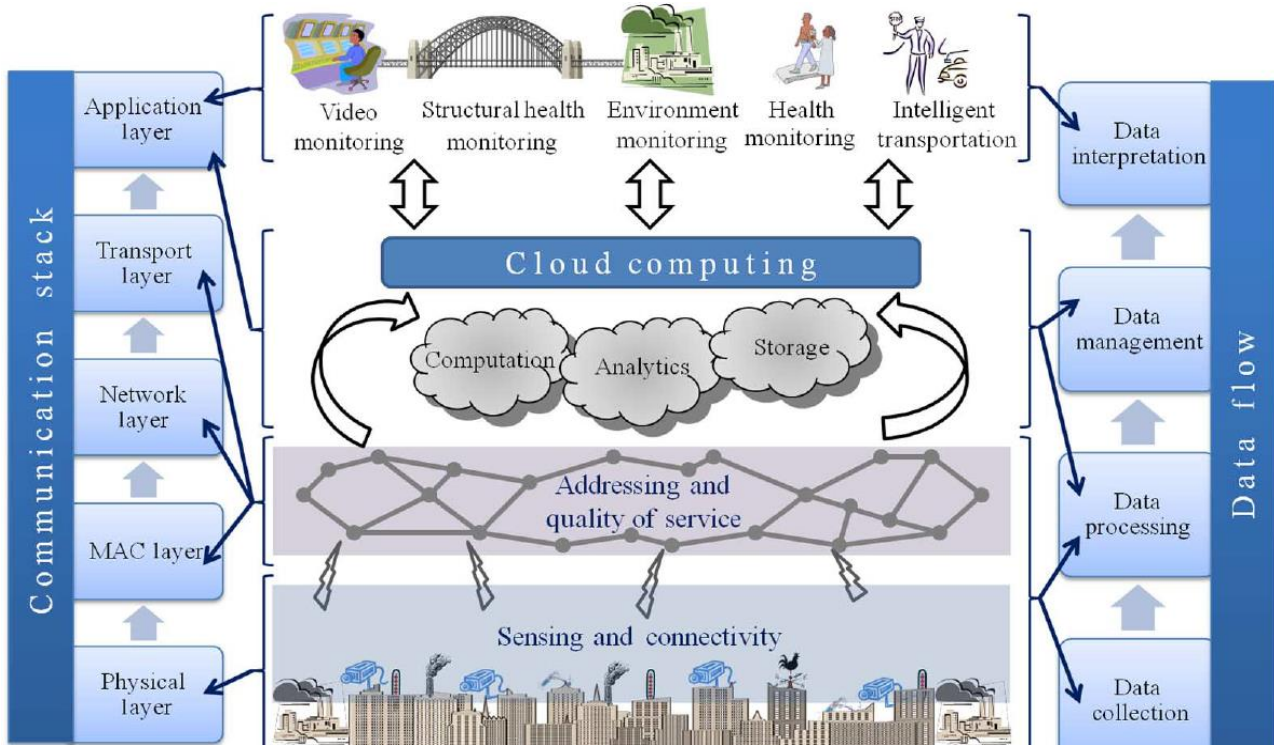 Communication stack
Application
layer
Transport
layer
Network
layer
MAC layer
Physical
layer
Video
monitoring
Structural health
monitoring
Environment
monitoring
Health
monitoring
Intelligent
transportation
Cloud computing
Computation
Analytics
Storage
Addressing and
quality of service
Sensing and connectivity
Data
interpretation
Data
management
Data
processing
Data
collection
Data flow